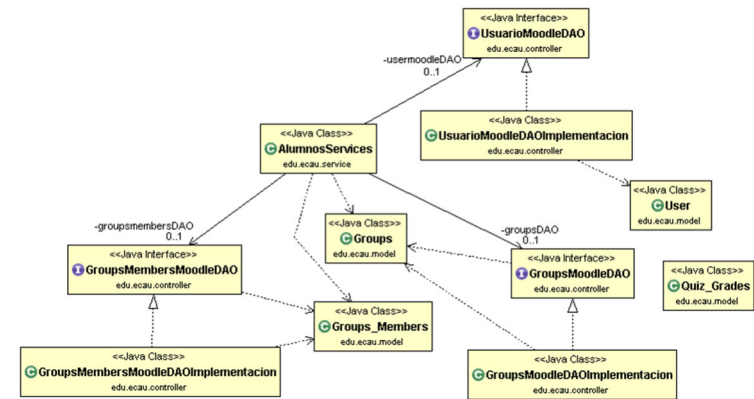 <<Java Interface>>
UsuarioMoodleDAO
edu.ecau.controller
-usermoodleDAO
0..1
<<Java Class>>
UsuarioMoodleDAOImplementacion
edu.ecau.controller
<<Java Class>>
AlumnosServices
edu.ecau.service
<<Java Class>>
User
edu.ecau.model
-groupsmembersDAO
0..1
<<Java Class>>
Groups
edu.ecau.model
-groupsDAO
0..1
<<Java Interface>>
GroupsMembersMoodleDAO
edu.ecau.controller
<<Java Interface>>
GroupsMoodleDAO
edu.ecau.controller
<<Java Class>>
Quiz_Grades
edu.ecau.model
<<Java Class>>
Groups_Members
edu.ecau.model
<<Java Class>>
GroupsMembersMoodleDAOImplementacion
edu.ecau.controller
<<Java Class>>
GroupsMoodleDAOImplementacion
edu.ecau.controller